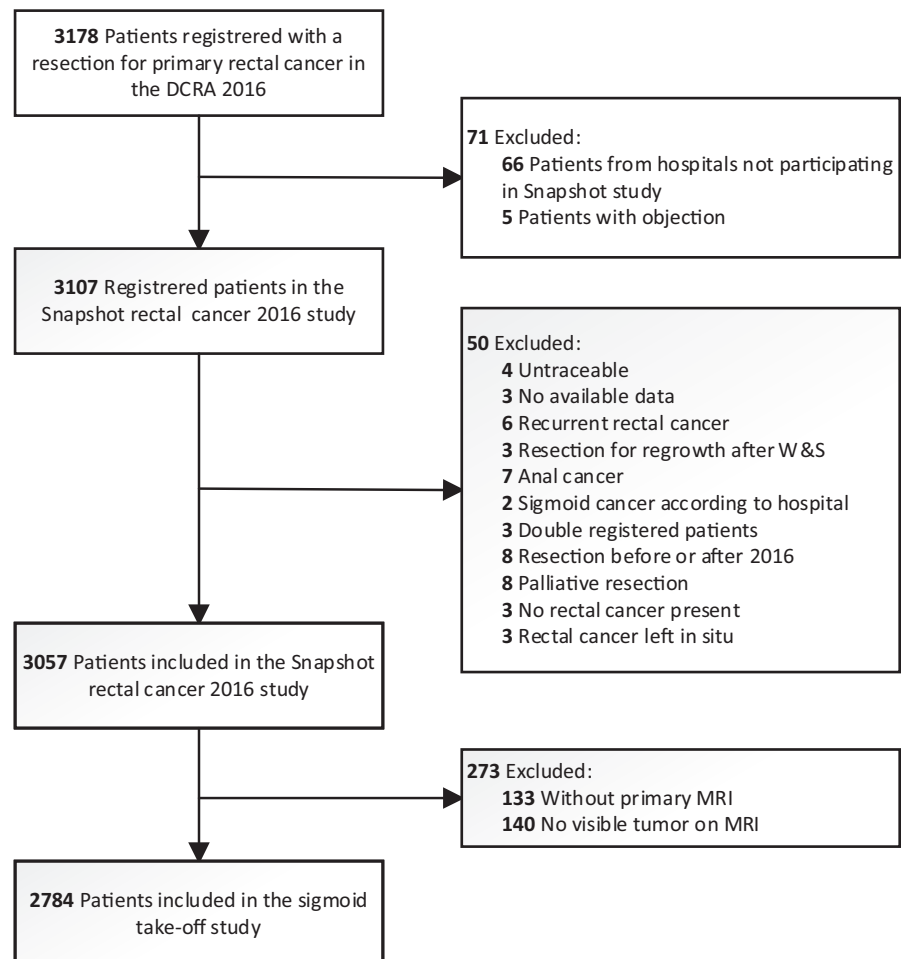 3178 Patients registrered with a
resection for primary rectal cancer in
the DCRA 2016
71 Excluded:
66 Patients from hospitals not participating
in Snapshot study
5 Patients with objection
3107 Registrered patients in the
Snapshot rectal cancer 2016 study
50 Excluded:
4 Untraceable
3 No available data
6 Recurrent rectal cancer
3 Resection for regrowth after W&S
7 Anal cancer
2 Sigmoid cancer according to hospital
3 Double registered patients
8 Resection before or after 2016
8 Palliative resection
3 No rectal cancer present
3 Rectal cancer left in situ
3057 Patients included in the Snapshot
rectal cancer 2016 study
273 Excluded:
133 Without primary MRI
140 No visible tumor on MRI
2784 Patients included in the sigmoid
take-off study